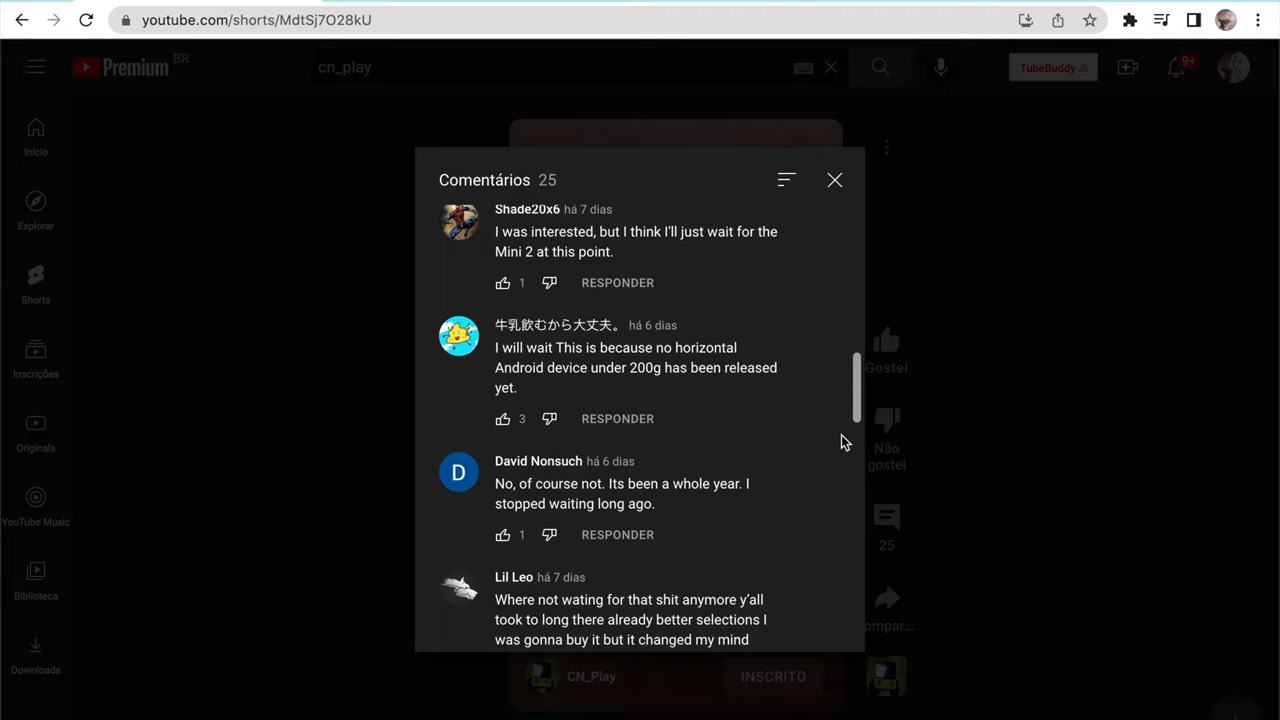 youtube.com/shorts/MdtSj7O28kU
Premium BR
cn_play
TubeBuddy
9+
Início
Explorar
Shorts
Inscrições
Originals
YouTube Music
Biblioteca
Downloads
Comentários 25
Shade20x6 há 7 dias
I was interested, but I think I'll just wait for the
Mini 2 at this point.
1 RESPONDER
牛乳飲むから大丈夫。 há 6 dias
I will wait This is because no horizontal
Android device under 200g has been released
yet.
3 RESPONDER
D
David Nonsuch há 6 dias
No, of course not. Its been a whole year. I
stopped waiting long ago.
1 RESPONDER
Lil Leo há 7 dias
Where not wating for that shit anymore y'all
took to long there already better selections I
was gonna buy it but it changed my mind
Gostei
Não
gostei
25
ompar...
CN_Play
INSCRITO